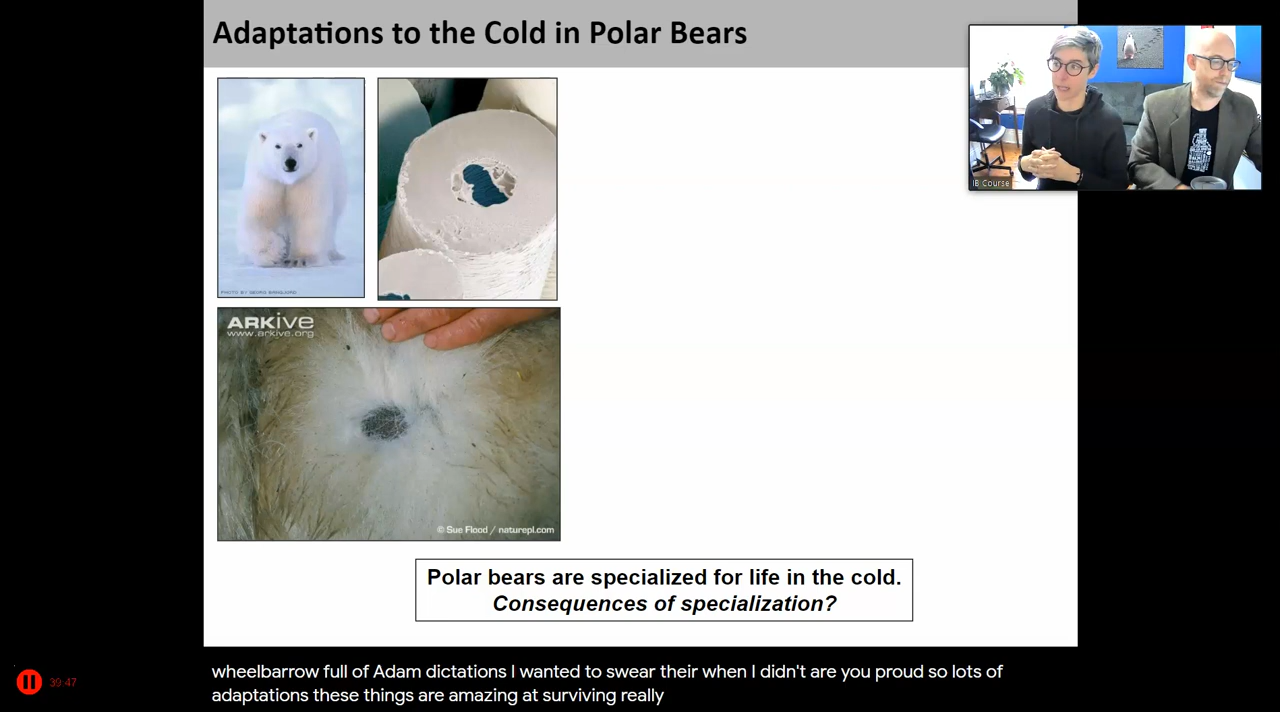 Adaptations to the Cold in Polar Bears
IB Course
ARKive
www.arkive.org
© Sue Flood / naturepl.com
Polar bears are specialized for life in the cold.
Consequences of specialization?
39:47
wheelbarrow full of Adam dictations I wanted to swear their when I didn't are you proud so lots of
adaptations these things are amazing at surviving really